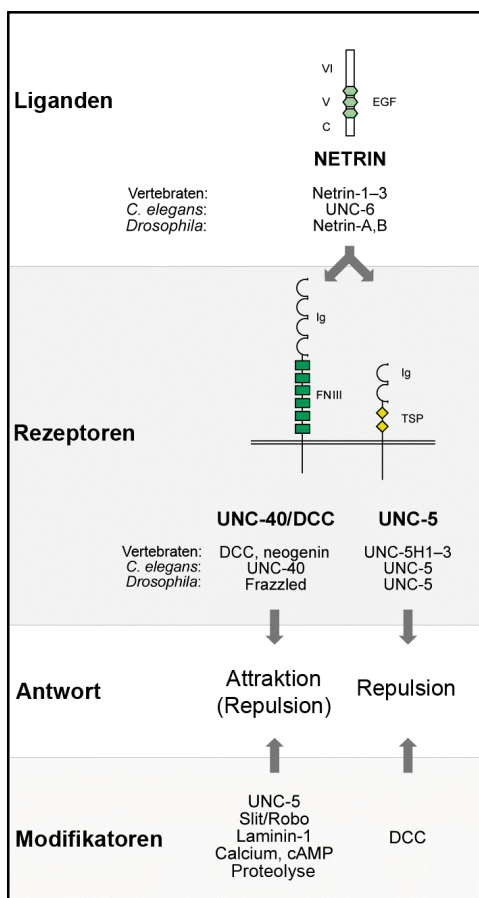 Liganden
VI
V
EGF
C
NETRIN
Vertebraten: Netrin-1–3
C. elegans: UNC-6
Drosophila: Netrin-A,B
Rezeptoren
Ig
FNIII
Ig
TSP
UNC-40/DCC UNC-5
Vertebraten: DCC, neogenin UNC-5H1–3
C. elegans: UNC-40 UNC-5
Drosophila: Frazzled UNC-5
Antwort
Attraktion
(Repulsion)
Repulsion
Modifikatoren
UNC-5
Slit/Robo
Laminin-1
Calcium, cAMP
Proteolyse
DCC